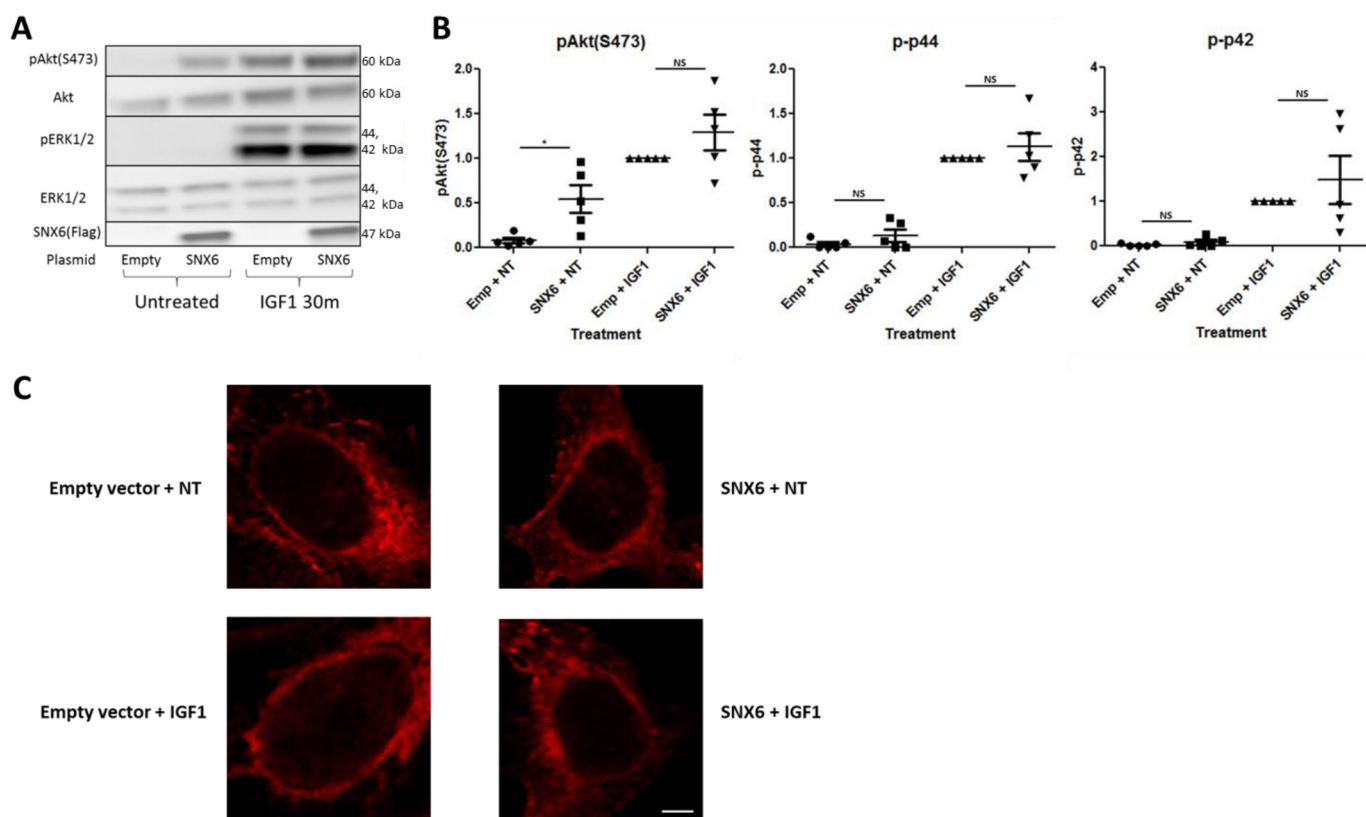 A
pAkt(S473)
60 kDa
Akt
60 kDa
pERK1/2
44,
42 kDa
ERK1/2
44,
42 kDa
SNX6(Flag)
47 kDa
Plasmid Empty SNX6 Empty SNX6
Untreated IGF1 30m
B
pAkt(S473)
pAkt(S473)
2.0
1.5
1.0
0.5
0.0
*
NS
Emp + NT
SNX6 + NT
Emp + IGF1
SNX6 + IGF1
Treatment
p-p44
p-p44
2.0
1.5
1.0
0.5
0.0
NS
NS
Emp + NT
SNX6 + NT
Emp + IGF1
SNX6 + IGF1
Treatment
p-p42
p-p42
4
3
2
1
0
NS
NS
Emp + NT
SNX6 + NT
Emp + IGF1
SNX6 + IGF1
Treatment
C
Empty vector + NT
SNX6 + NT
Empty vector + IGF1
SNX6 + IGF1